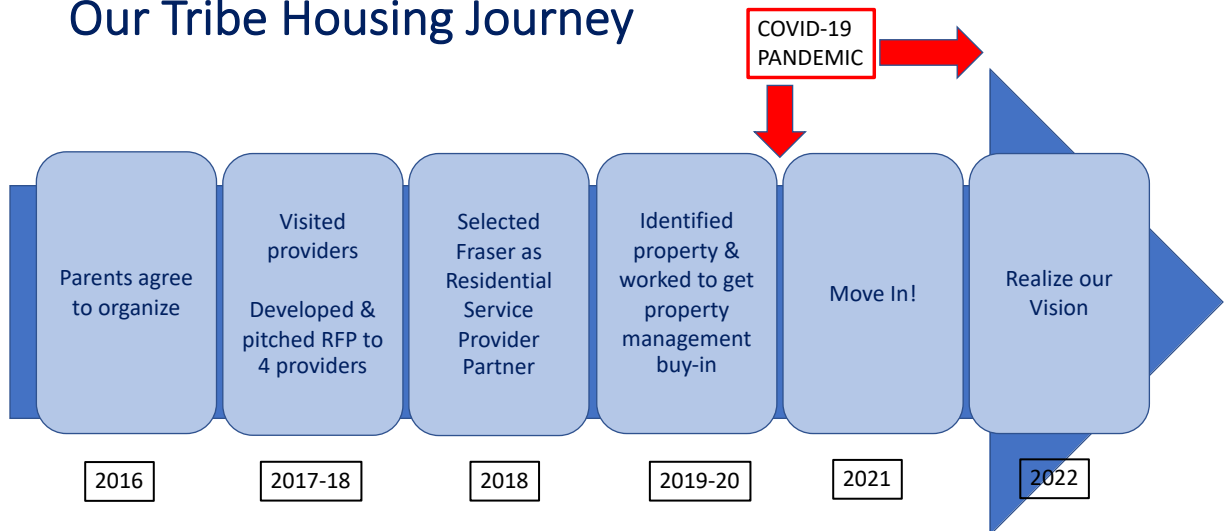 Our Tribe Housing Journey
COVID-19
PANDEMIC
Parents agree
to organize
Visited
providers
Developed &
pitched RFP to
4 providers
Selected
Fraser as
Residential
Service
Provider
Partner
Identified
property &
worked to get
property
management
buy-in
Move In!
Realize our
Vision
2016
2017-18
2018
2019-20
2021
2022